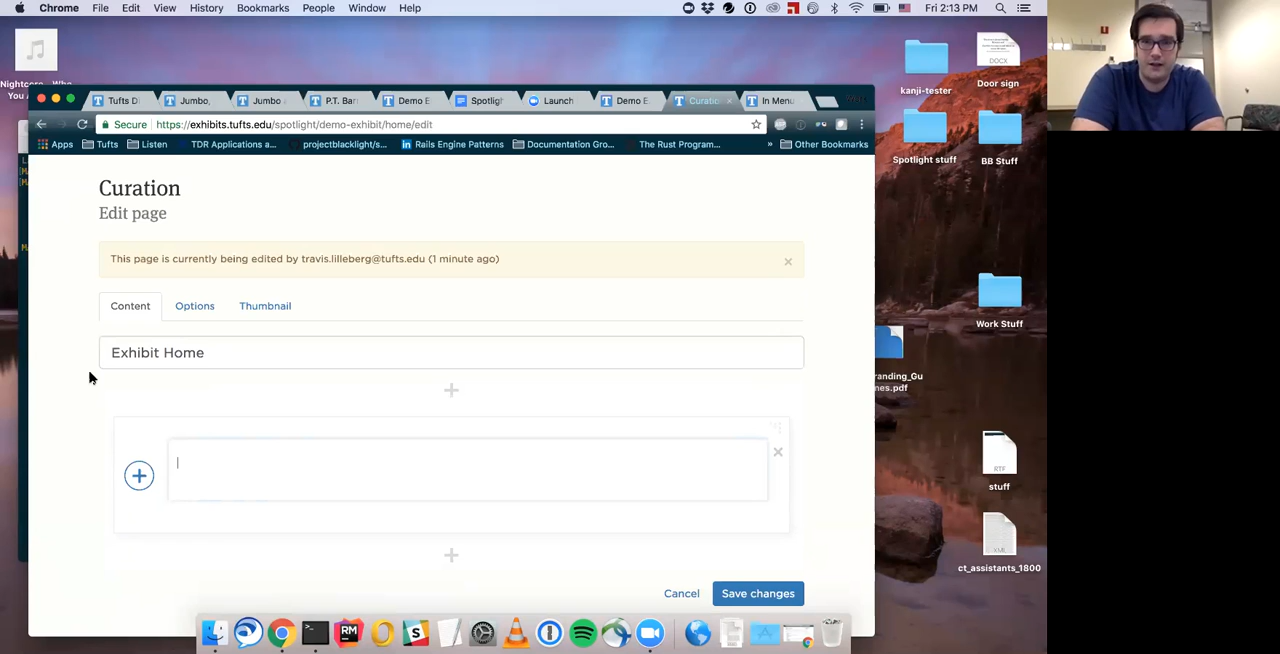 Chrome File Edit View History Bookmarks People Window Help
Fri 2:13 PM
Nightcore - Who
You A
kanji-tester
Door sign
Spotlight stuff
BB Stuff
Work Stuff
randing_Gu
nes.pdf
stuff
ct_assistants_1800
Tufts D
Jumbo,
Jumbo
P.T. Bar
Demo E
Spotlig
Launch
Demo E
Curatio
In Menu
Secure https://exhibits.tufts.edu/spotlight/demo-exhibit/home/edit
Apps Tufts Listen TDR Applications a... projectblacklight/s... Rails Engine Patterns Documentation Gro... The Rust Program... » Other Bookmarks
Curation
Edit page
This page is currently being edited by travis.lilleberg@tufts.edu (1 minute ago)
Content Options Thumbnail
Exhibit Home
Cancel Save changes